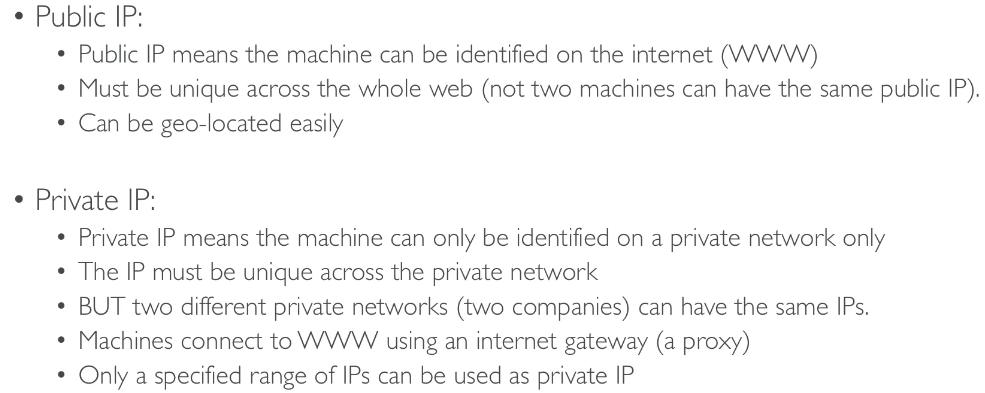 • Public IP:
• Public IP means the machine can be identified on the internet (WWW)
• Must be unique across the whole web (not two machines can have the same public IP).
• Can be geo-located easily
• Private IP:
• Private IP means the machine can only be identified on a private network only
• The IP must be unique across the private network
• BUT two different private networks (two companies) can have the same IPs.
• Machines connect to WWW using an internet gateway (a proxy)
• Only a specified range of IPs can be used as private IP